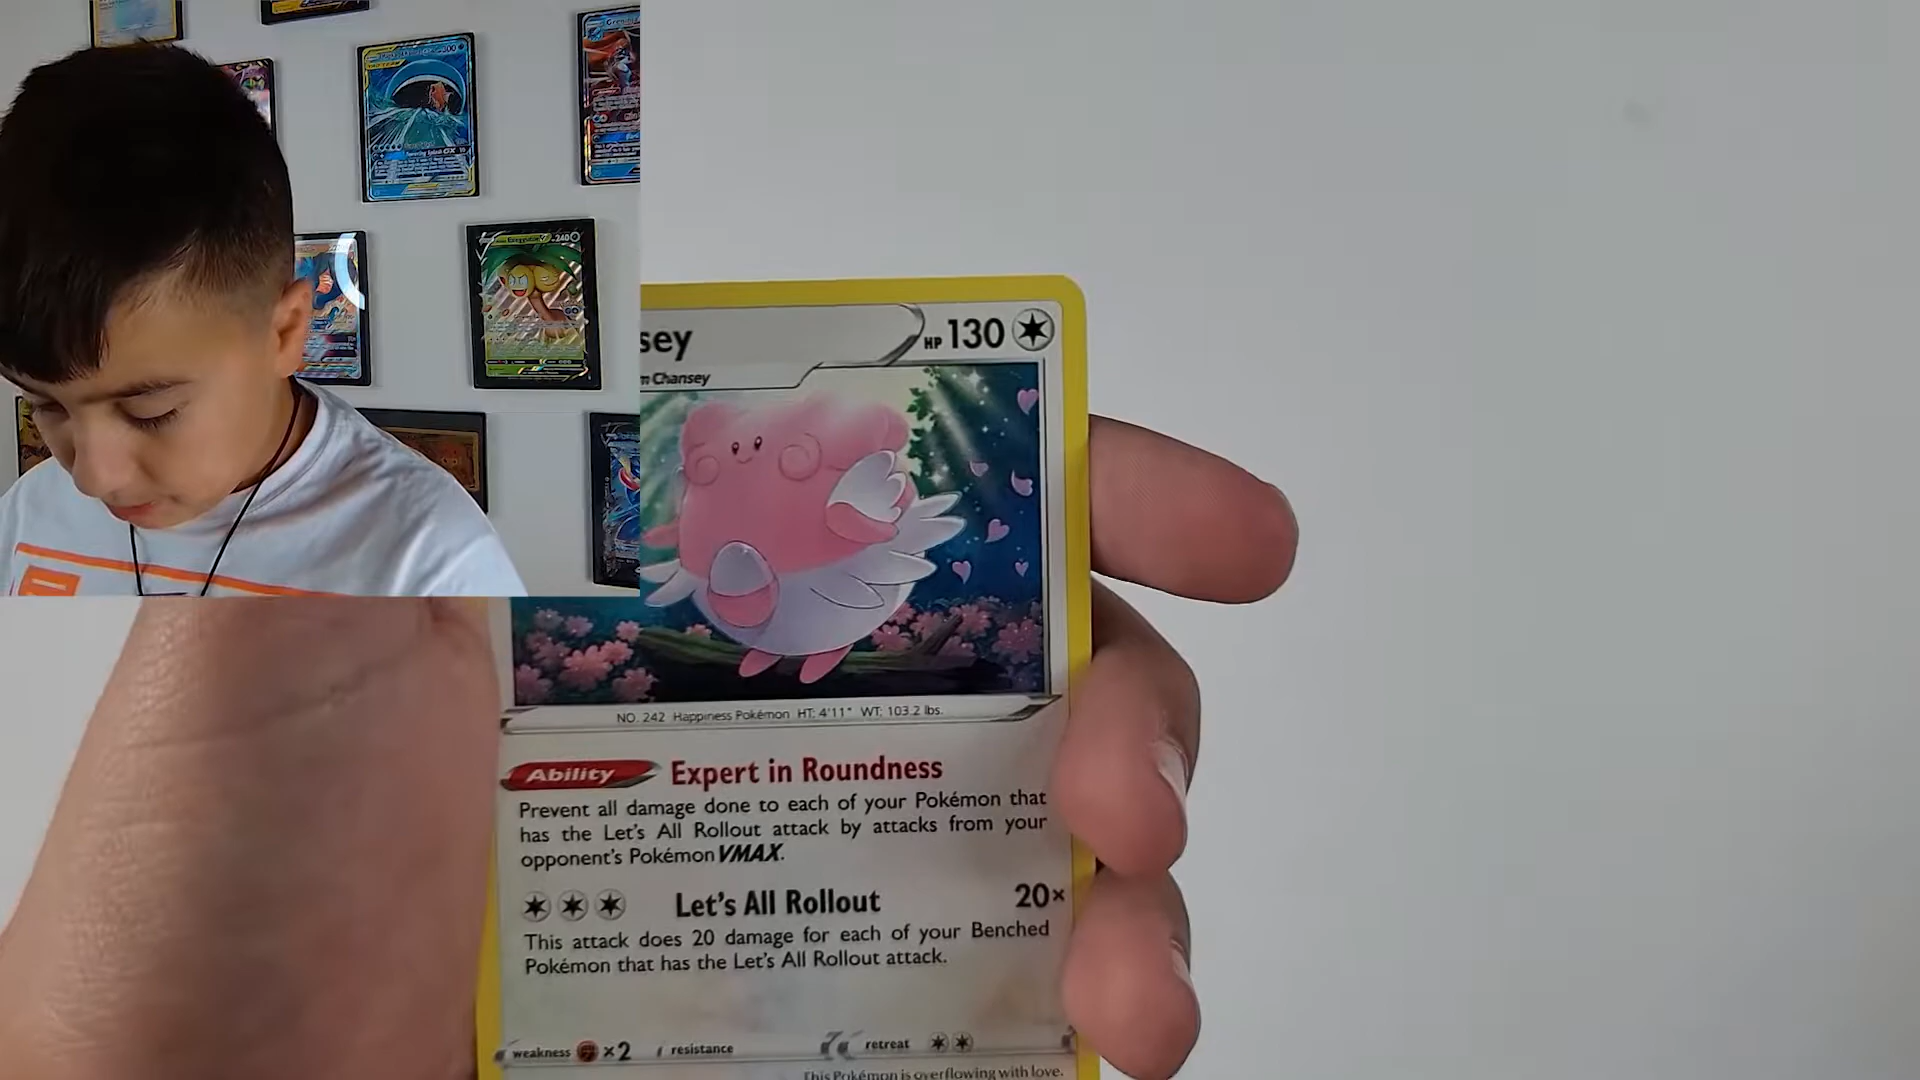 240
sey
HP 130
m Chansey
NO. 242 Happiness Pokémon HT: 4'11" WT: 103.2 lbs.
Ability Expert in Roundness
Prevent all damage done to each of your Pokémon that
has the Let's All Rollout attack by attacks from your
opponent's Pokémon VMAX.
Let's All Rollout 20×
This attack does 20 damage for each of your Benched
Pokémon that has the Let's All Rollout attack.
weakness ×2 resistance retreat
This Pokémon is overflowing with love.